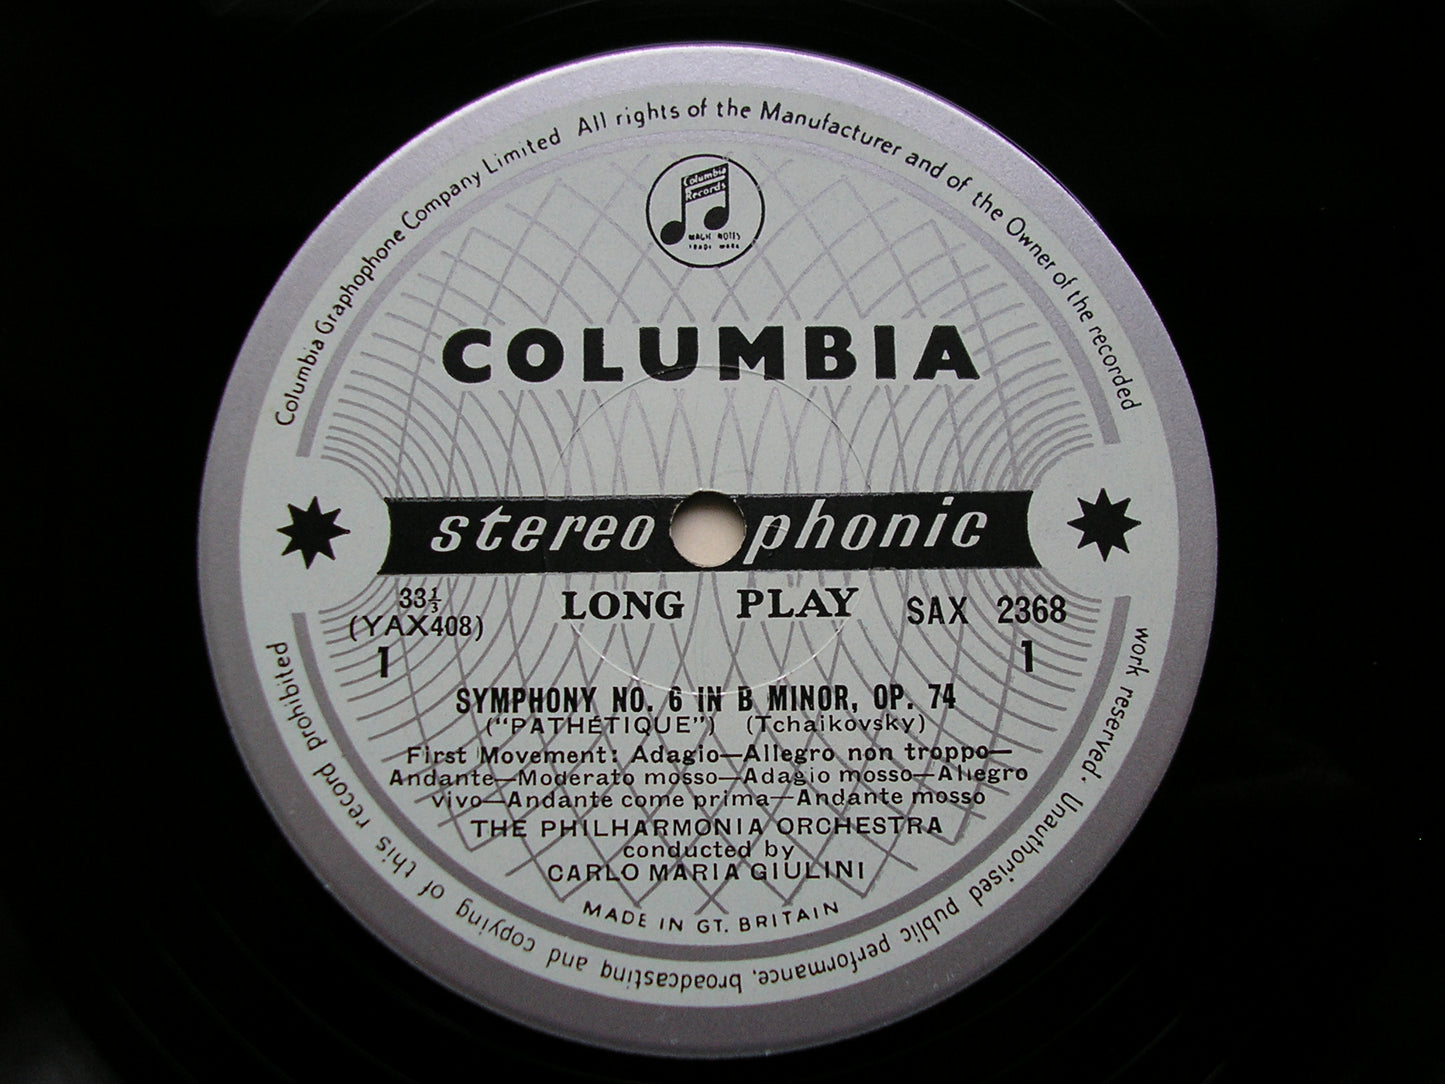 Columbia Graphophone Company Limited All rights of the Manufacturer and of the Owner of the recorded work reserved. Unauthorised public performance, broadcasting and copying of this record prohibited
Columbia
Records
MAGIC NOTES
TRADE MARK
COLUMBIA
stereo phonic
33⅓ LONG PLAY SAX 2368
(YAX408)
1 1
SYMPHONY NO. 6 IN B MINOR, OP. 74
("PATHÉTIQUE") (Tchaikovsky)
First Movement: Adagio—Allegro non troppo—
Andante—Moderato mosso—Adagio mosso—Allegro
vivo—Andante come prima—Andante mosso
THE PHILHARMONIA ORCHESTRA
conducted by
CARLO MARIA GIULINI
MADE IN GT. BRITAIN